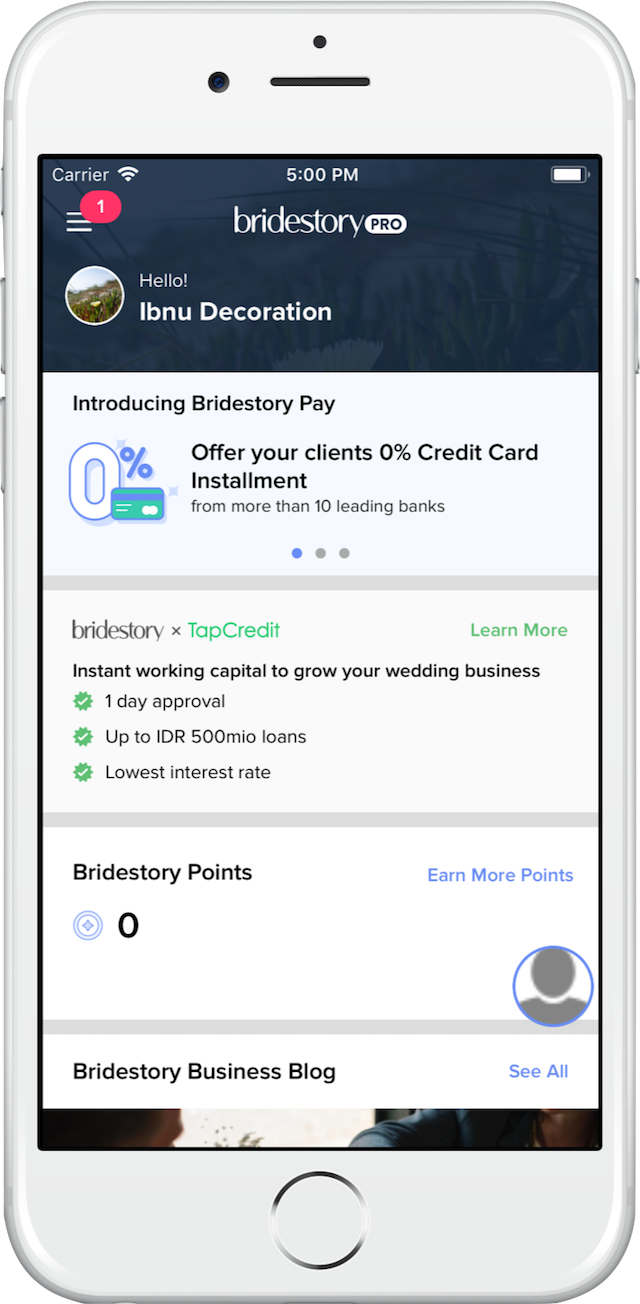 Carrier 5:00 PM
1
bridestory PRO
Hello!
Ibnu Decoration
Introducing Bridestory Pay
0%
Offer your clients 0% Credit Card
Installment
from more than 10 leading banks
bridestory × TapCredit Learn More
Instant working capital to grow your wedding business
1 day approval
Up to IDR 500mio loans
Lowest interest rate
Bridestory Points Earn More Points
0
Bridestory Business Blog See All